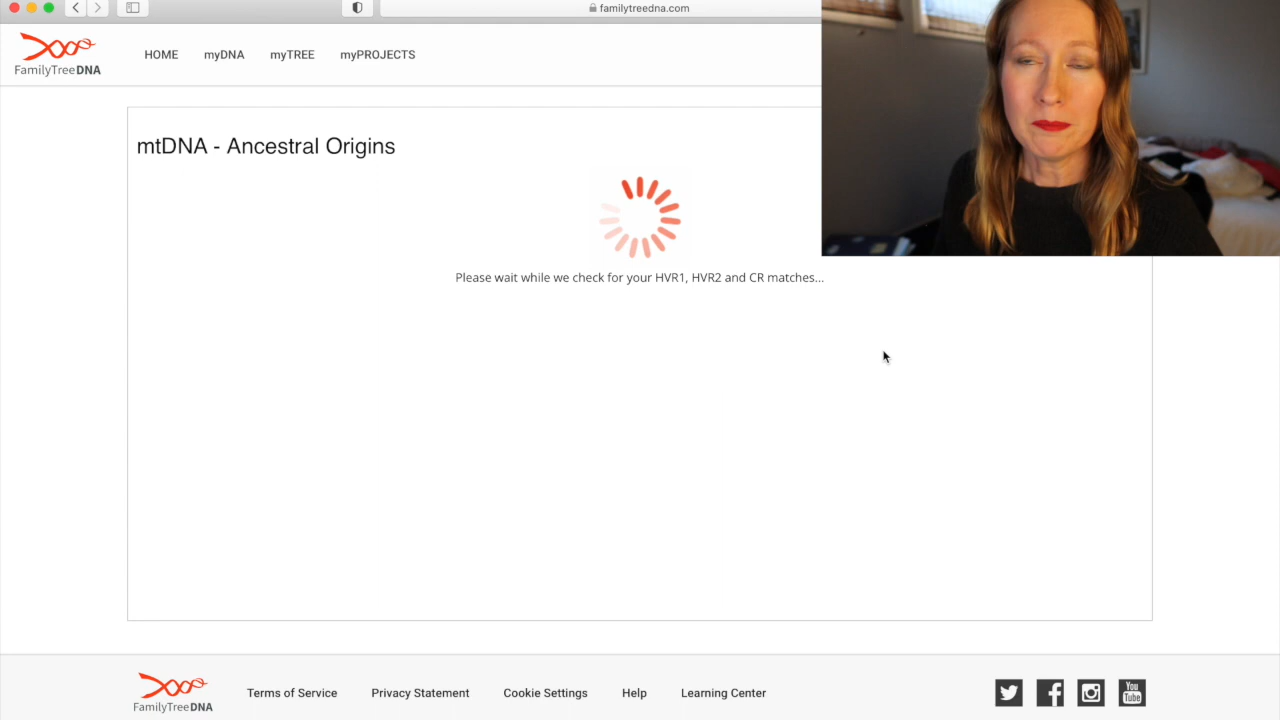 familytreedna.com
FamilyTreeDNA
HOME
myDNA
myTREE
myPROJECTS
mtDNA - Ancestral Origins
Please wait while we check for your HVR1, HVR2 and CR matches...
FamilyTreeDNA
Terms of Service
Privacy Statement
Cookie Settings
Help
Learning Center
You
Tube